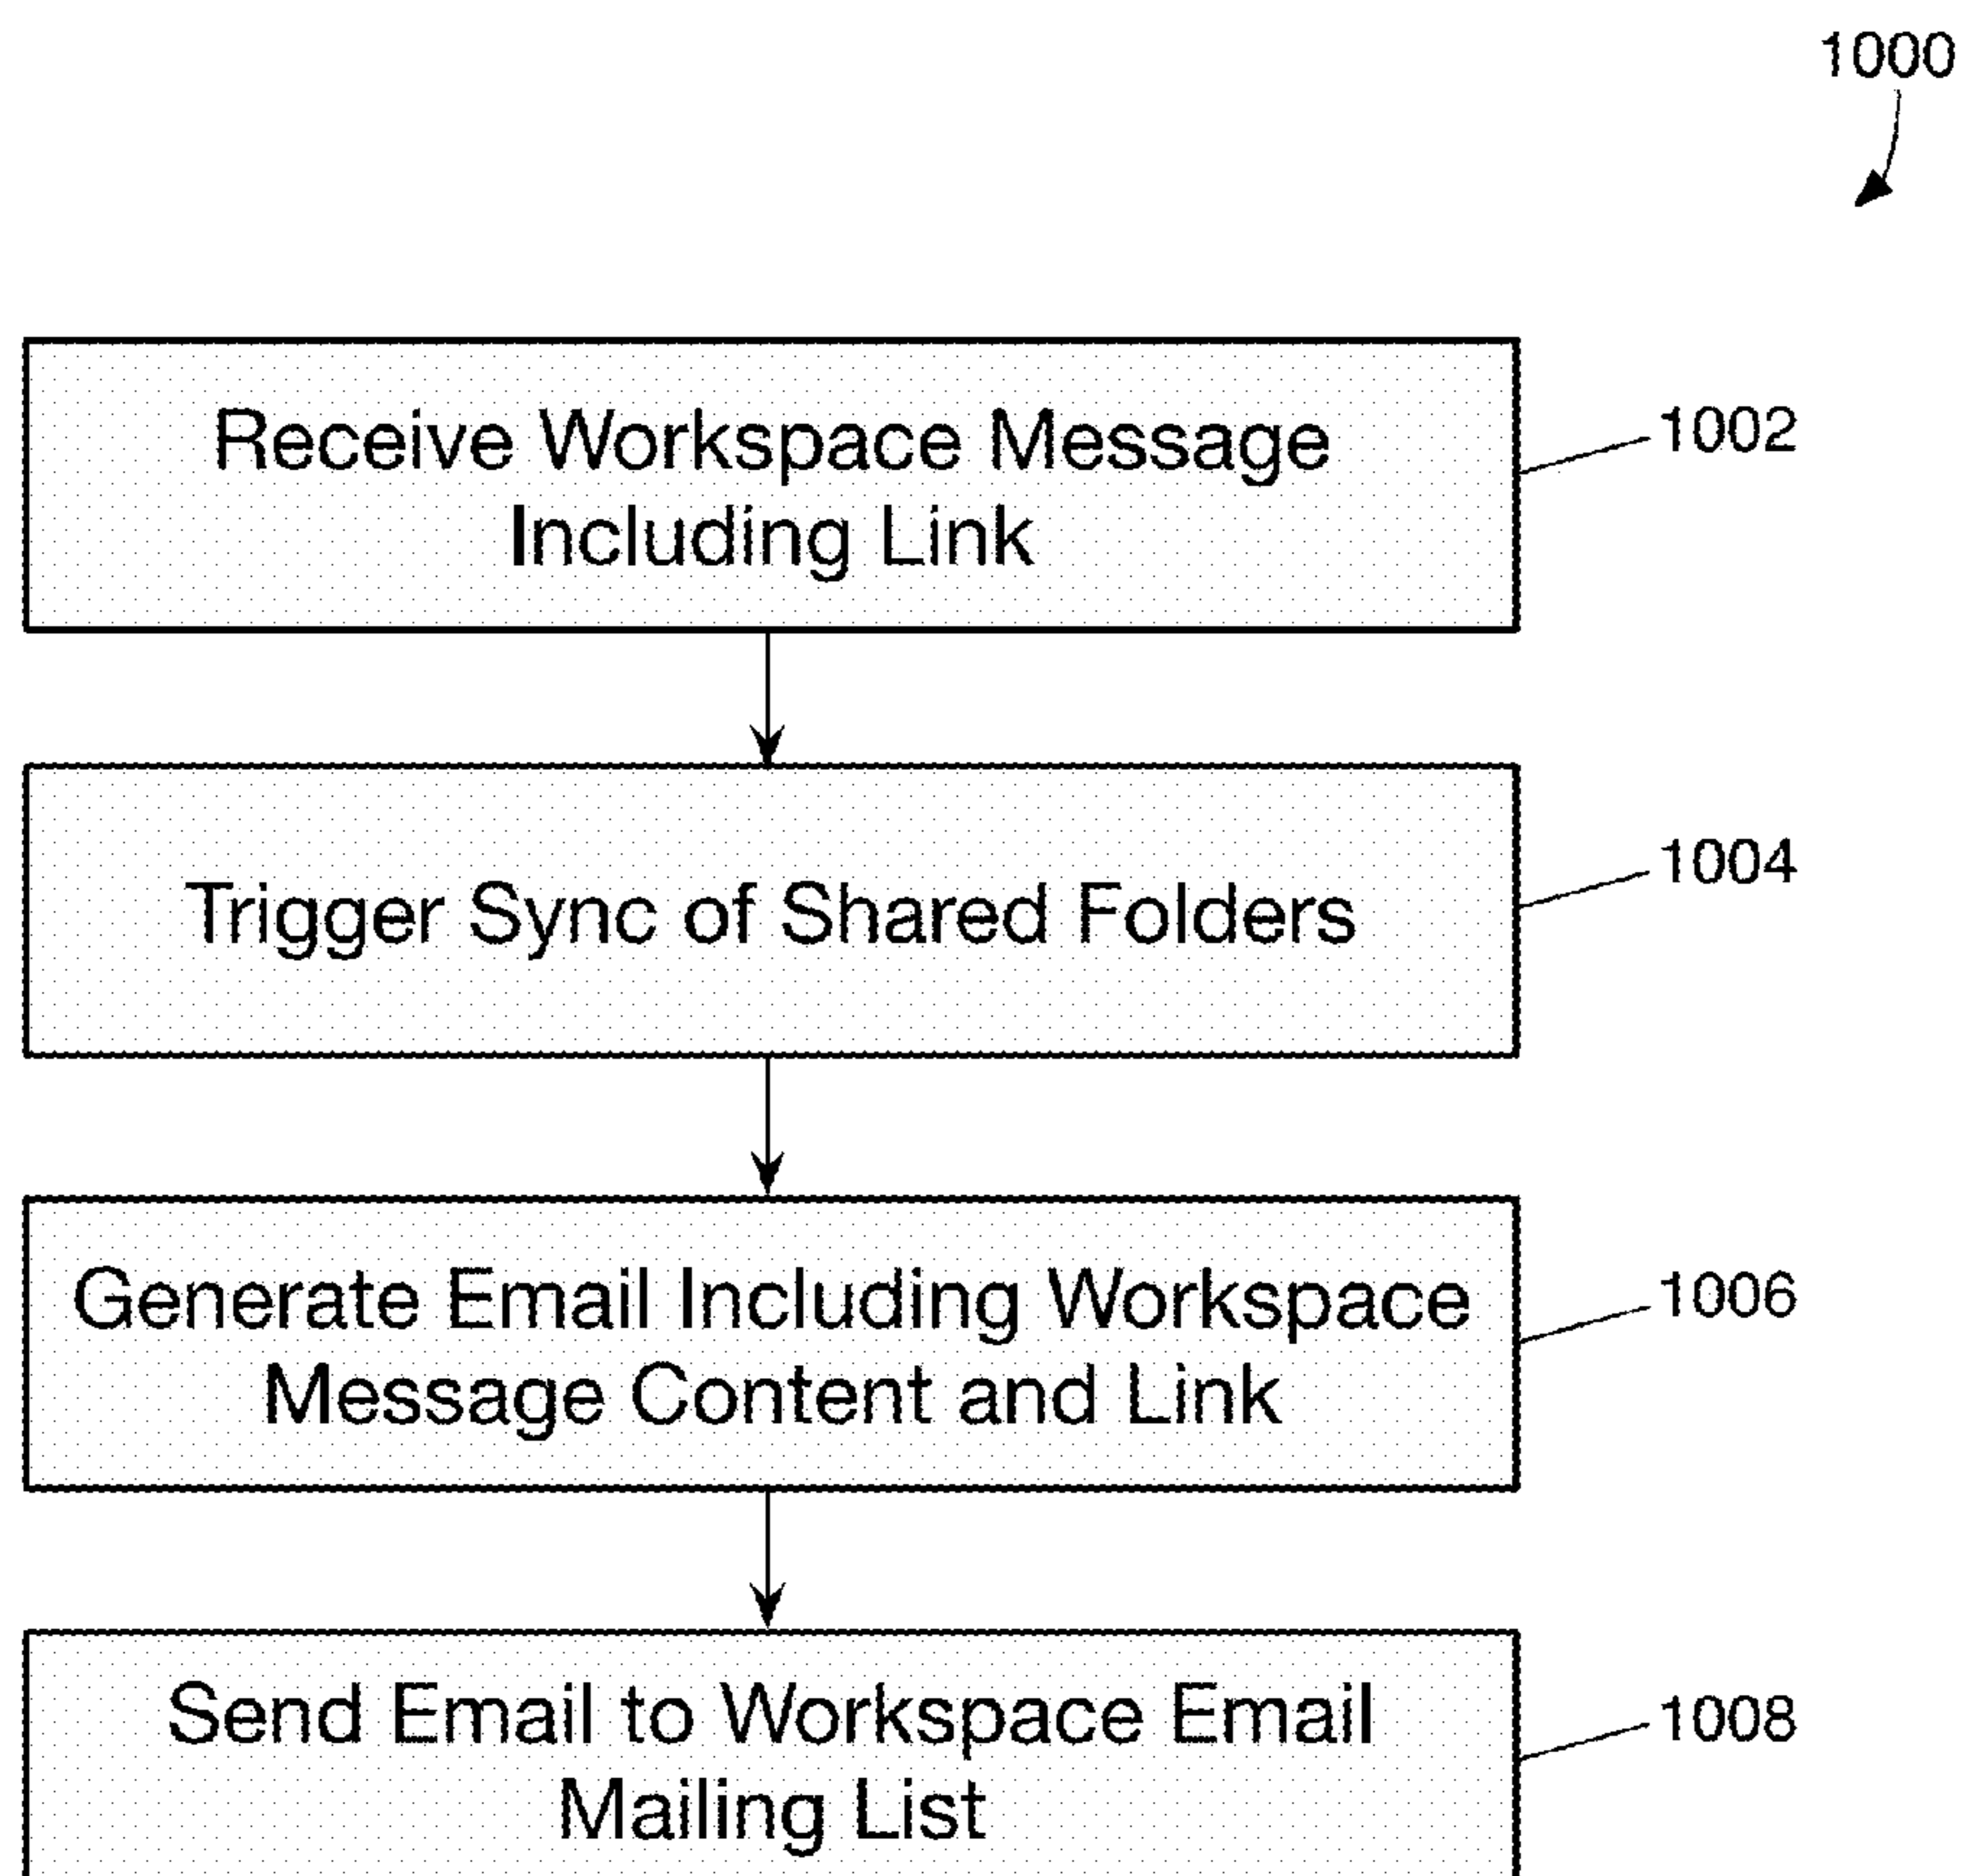 1000
Receive Workspace Message
Including Link
1002
Trigger Sync of Shared Folders
1004
Generate Email Including Workspace
Message Content and Link
1006
Send Email to Workspace Email
Mailing List
1008